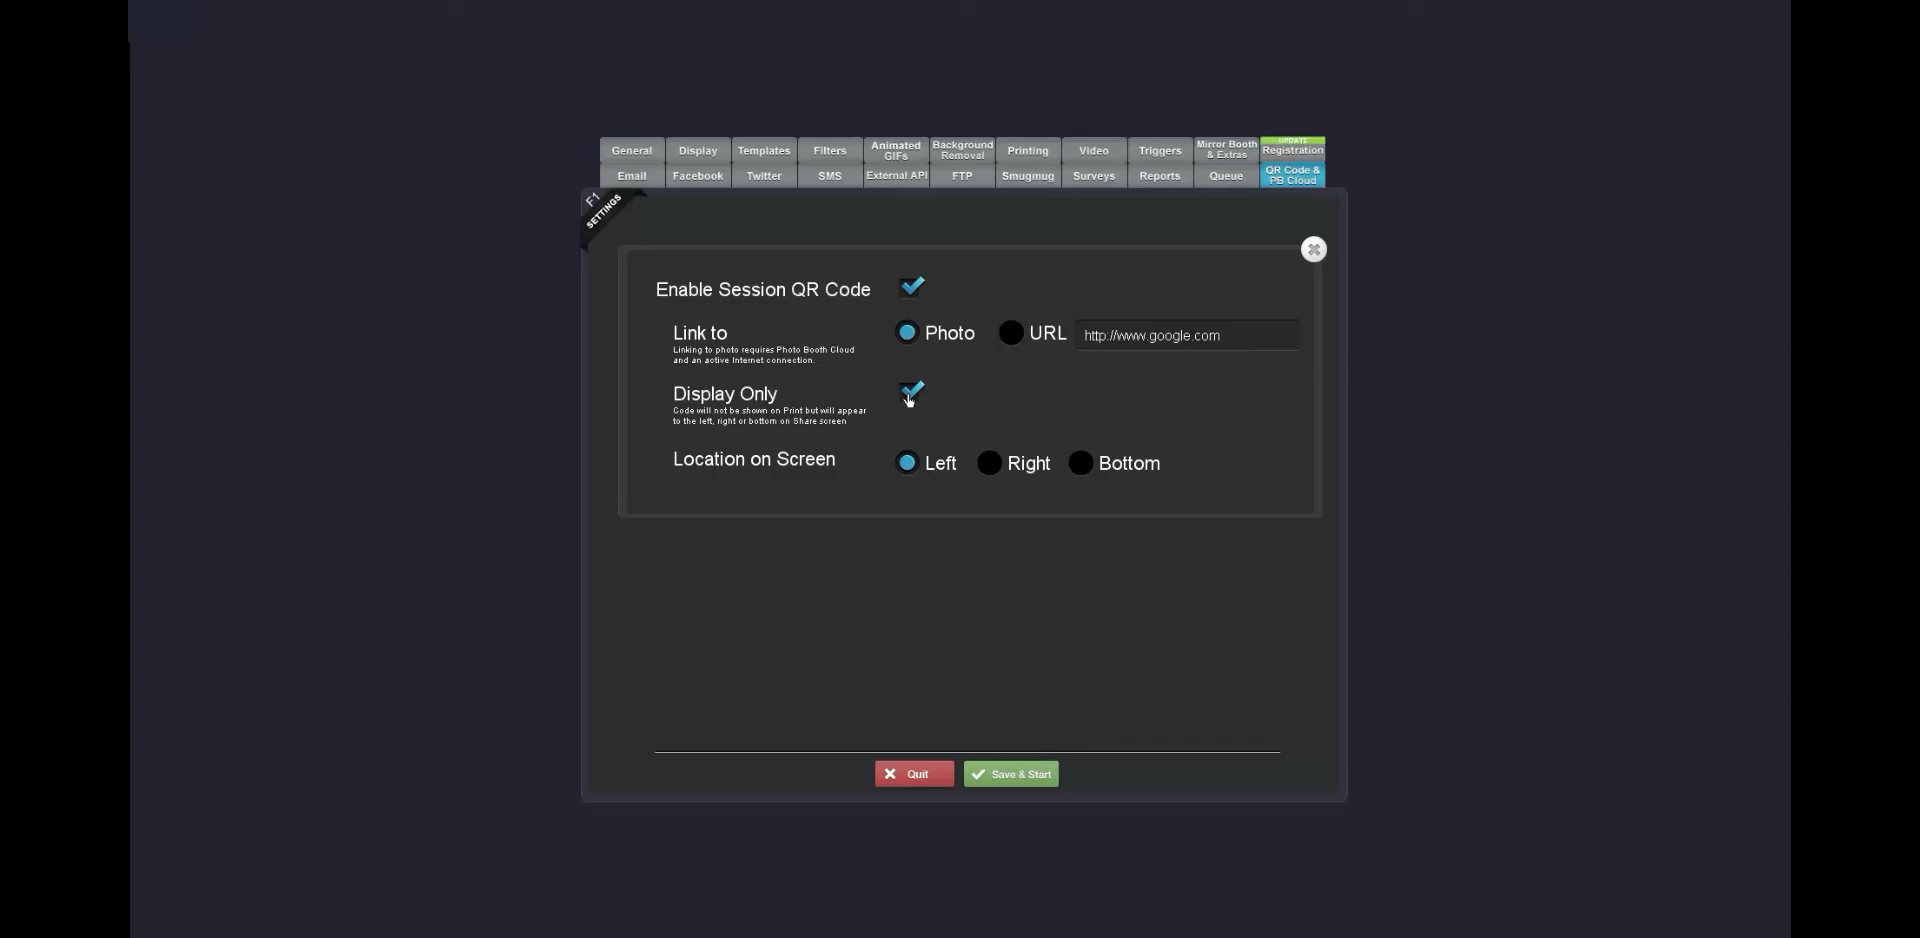 General Display Templates Filters Animated GIFs Background Removal Printing Video Triggers Mirror Booth & Extras UPDATE Registration
Email Facebook Twitter SMS External API FTP Smugmug Surveys Reports Queue QR Code & PB Cloud
F1
SETTINGS
Enable Session QR Code
Link to Photo URL http://www.google.com
Linking to photo requires Photo Booth Cloud
and an active Internet connection.
Display Only
Code will not be shown on Print but will appear
to the left, right or bottom on Share screen
Location on Screen Left Right Bottom
Quit Save & Start